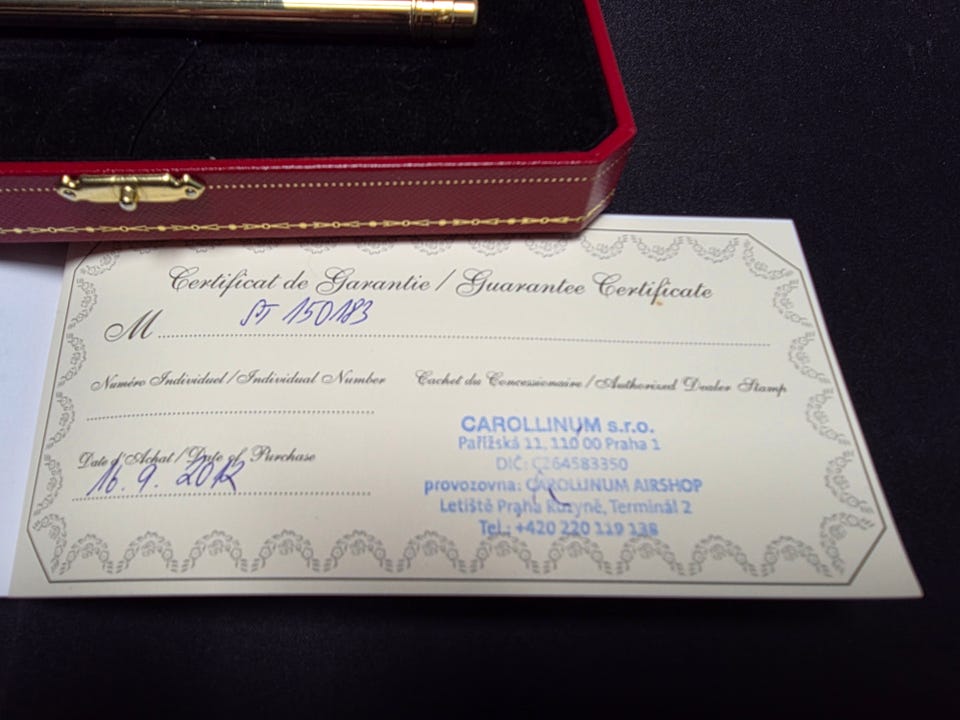 Certificat de Garantie / Guarantee Certificate
M ST 150183
Numéro Individuel / Individual Number
Cachet du Concessionaire / Authorized Dealer Stamp
Date d'Achat / Date of Purchase
16. 9. 2012
CAROLLINUM s.r.o.
Pařížská 11, 110 00 Praha 1
DIČ: CZ64583350
provozovna: CAROLLINUM AIRSHOP
Letiště Praha Ruzyně, Terminál 2
Tel.: +420 220 119 138